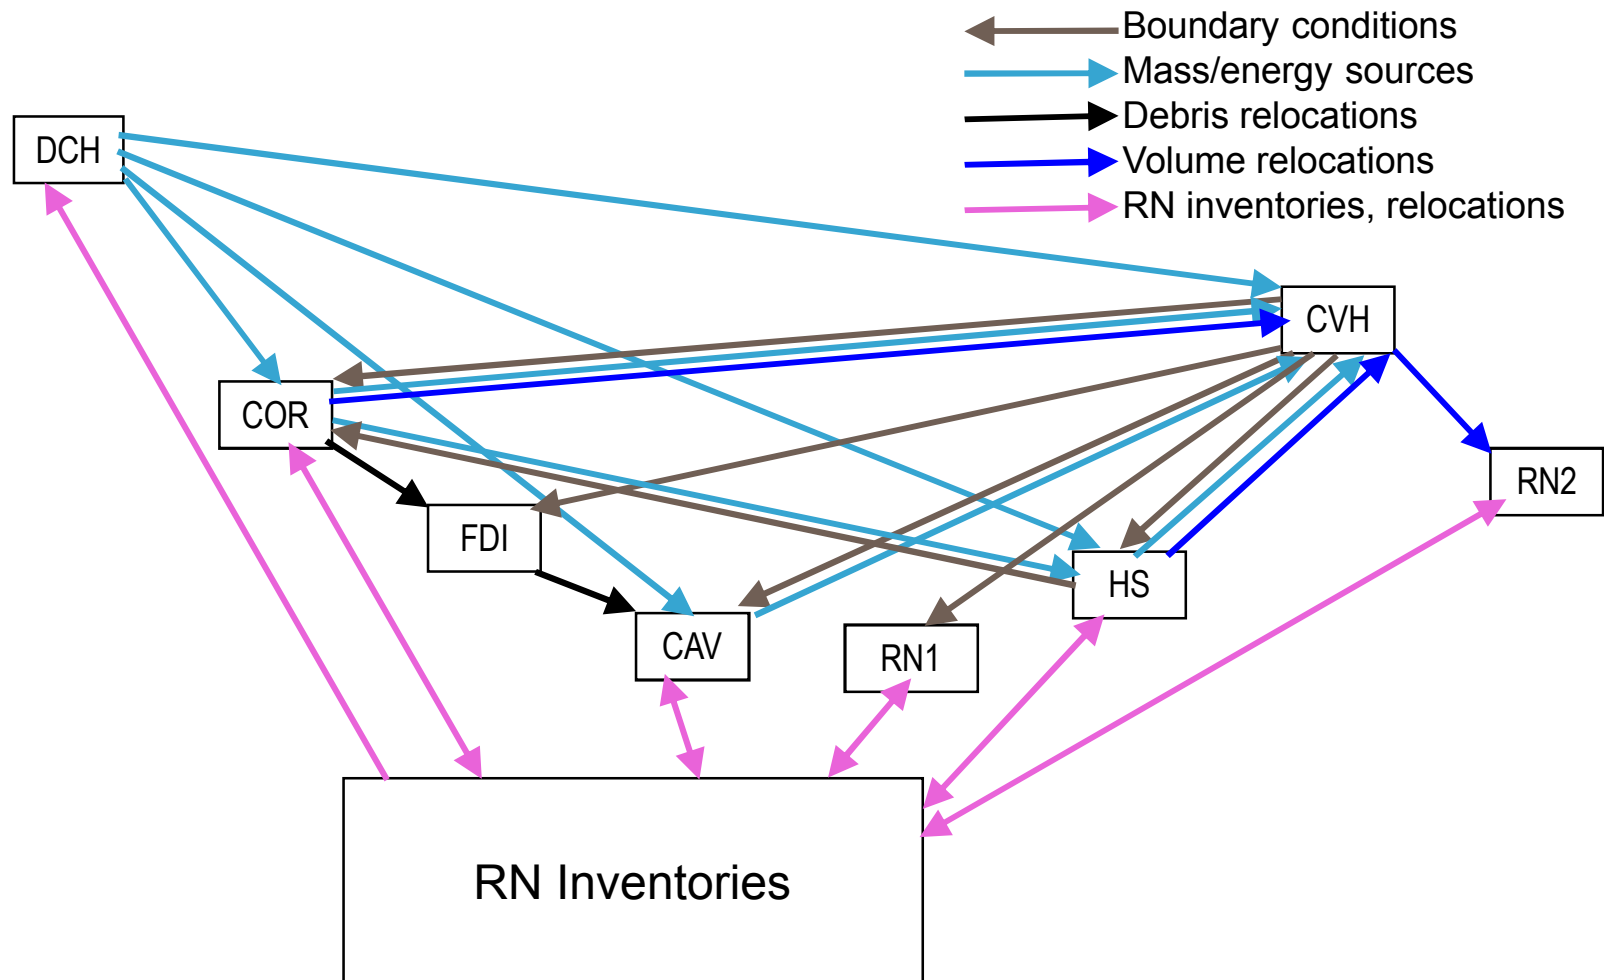 Boundary conditions
Mass/energy sources
Debris relocations
Volume relocations
RN inventories, relocations
DCH
CVH
COR
RN2
FDI
HS
CAV
RN1
RN Inventories